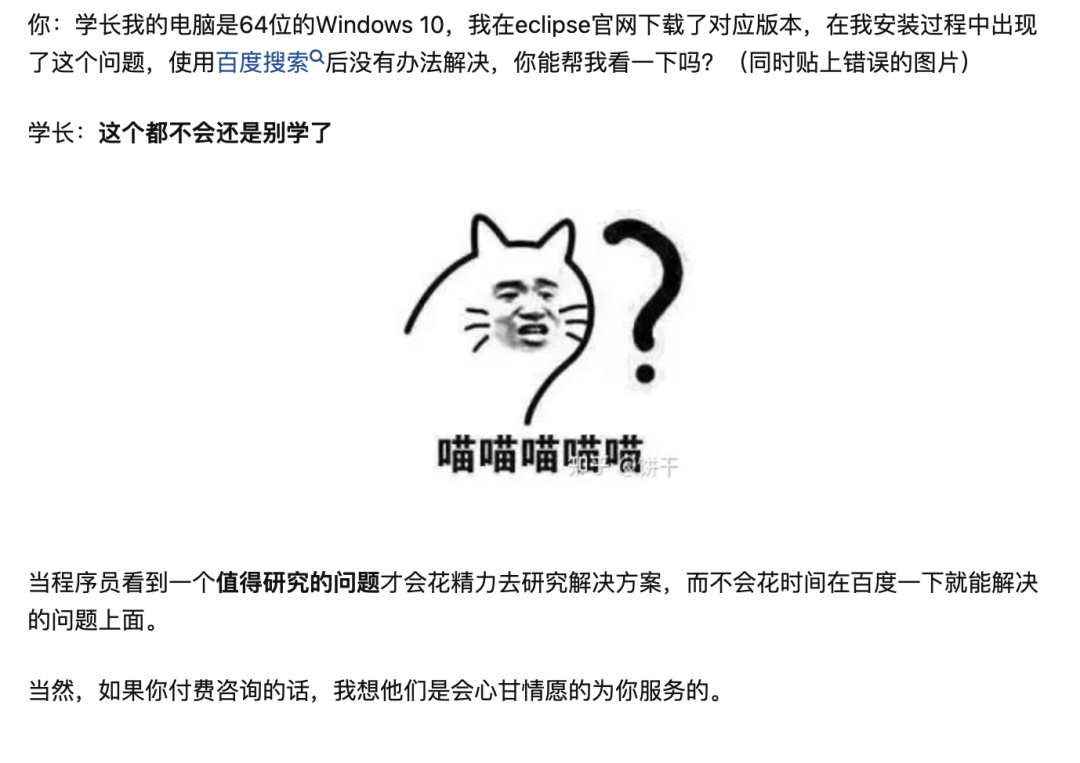 你：学长我的电脑是64位的Windows 10，我在eclipse官网下载了对应版本，在我安装过程中出现
了这个问题，使用百度搜索后没有办法解决，你能帮我看一下吗？（同时贴上错误的图片）
学长：这个都不会还是别学了
喵喵喵喵喵
知乎 @饼干
当程序员看到一个值得研究的问题才会花精力去研究解决方案，而不会花时间在百度一下就能解决
的问题上面。
当然，如果你付费咨询的话，我想他们是会心甘情愿的为你服务的。